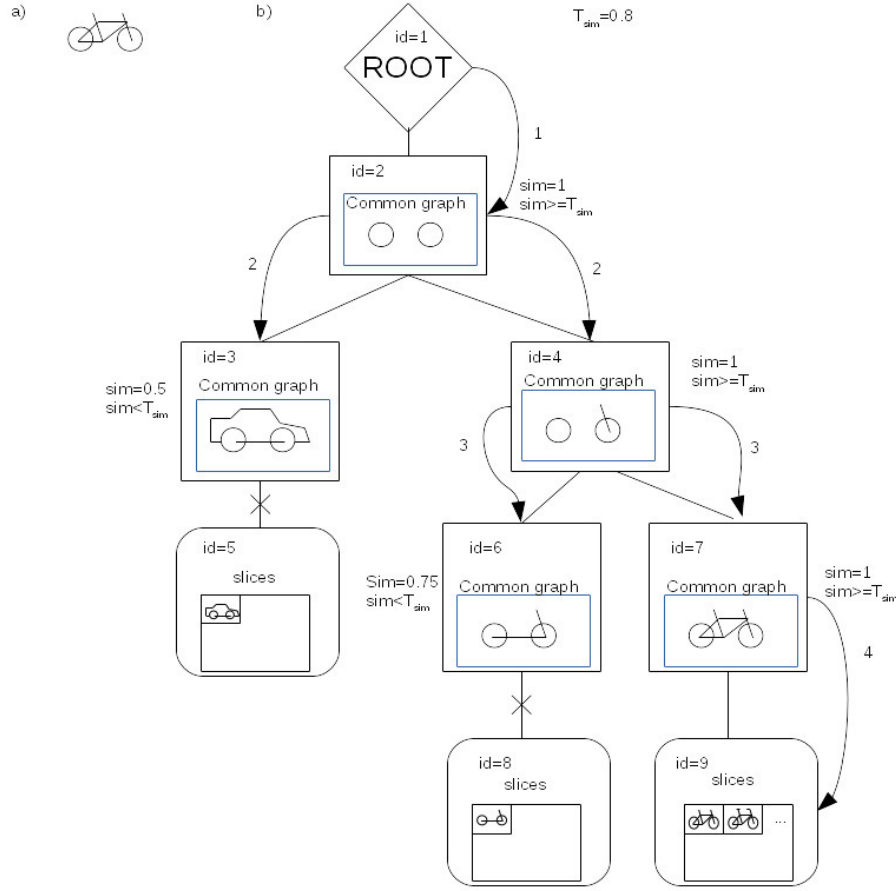 a)
b)
T_sim=0.8
id=1
ROOT
1
id=2
Common graph
sim=1
sim>=T_sim
2
2
id=3
Common graph
sim=0.5
sim<T_sim
id=4
Common graph
sim=1
sim>=T_sim
3
3
id=5
slices
id=6
Common graph
Sim=0.75
sim<T_sim
id=7
Common graph
sim=1
sim>=T_sim
4
id=8
slices
id=9
slices
...